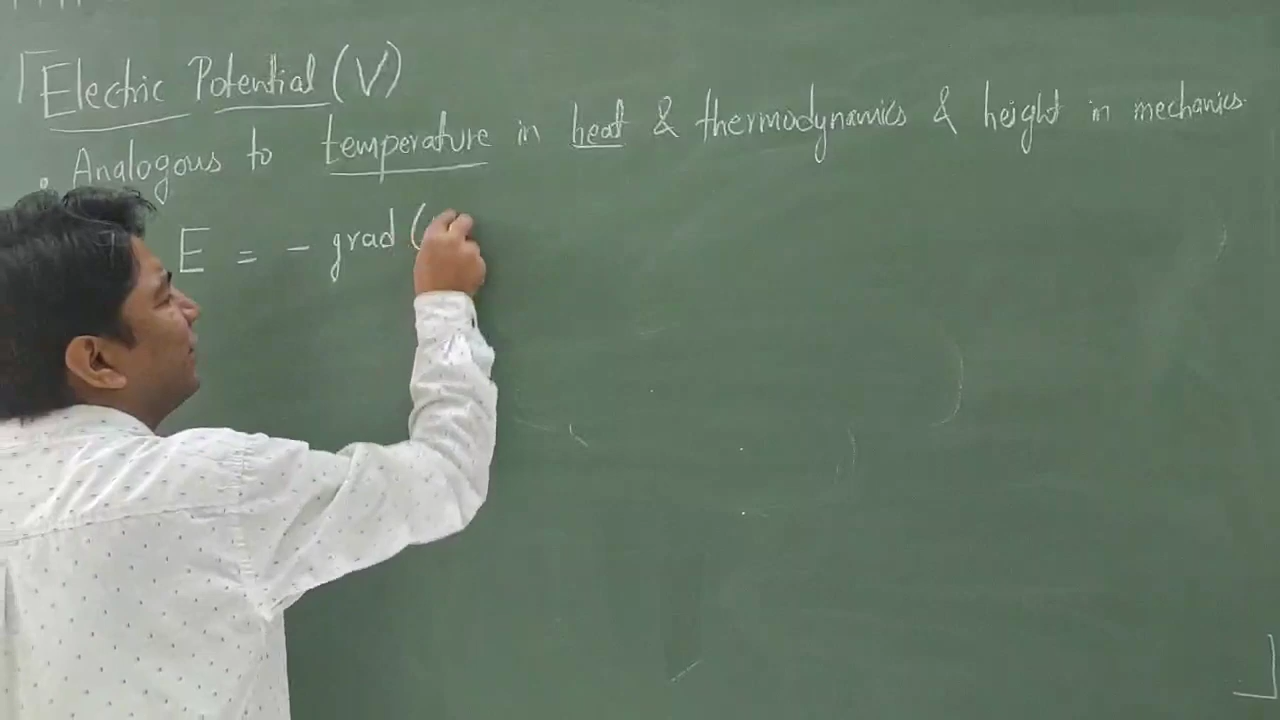 Electric Potential (V)
• Analogous to temperature in heat & thermodynamics & height in mechanics.
E = - grad (